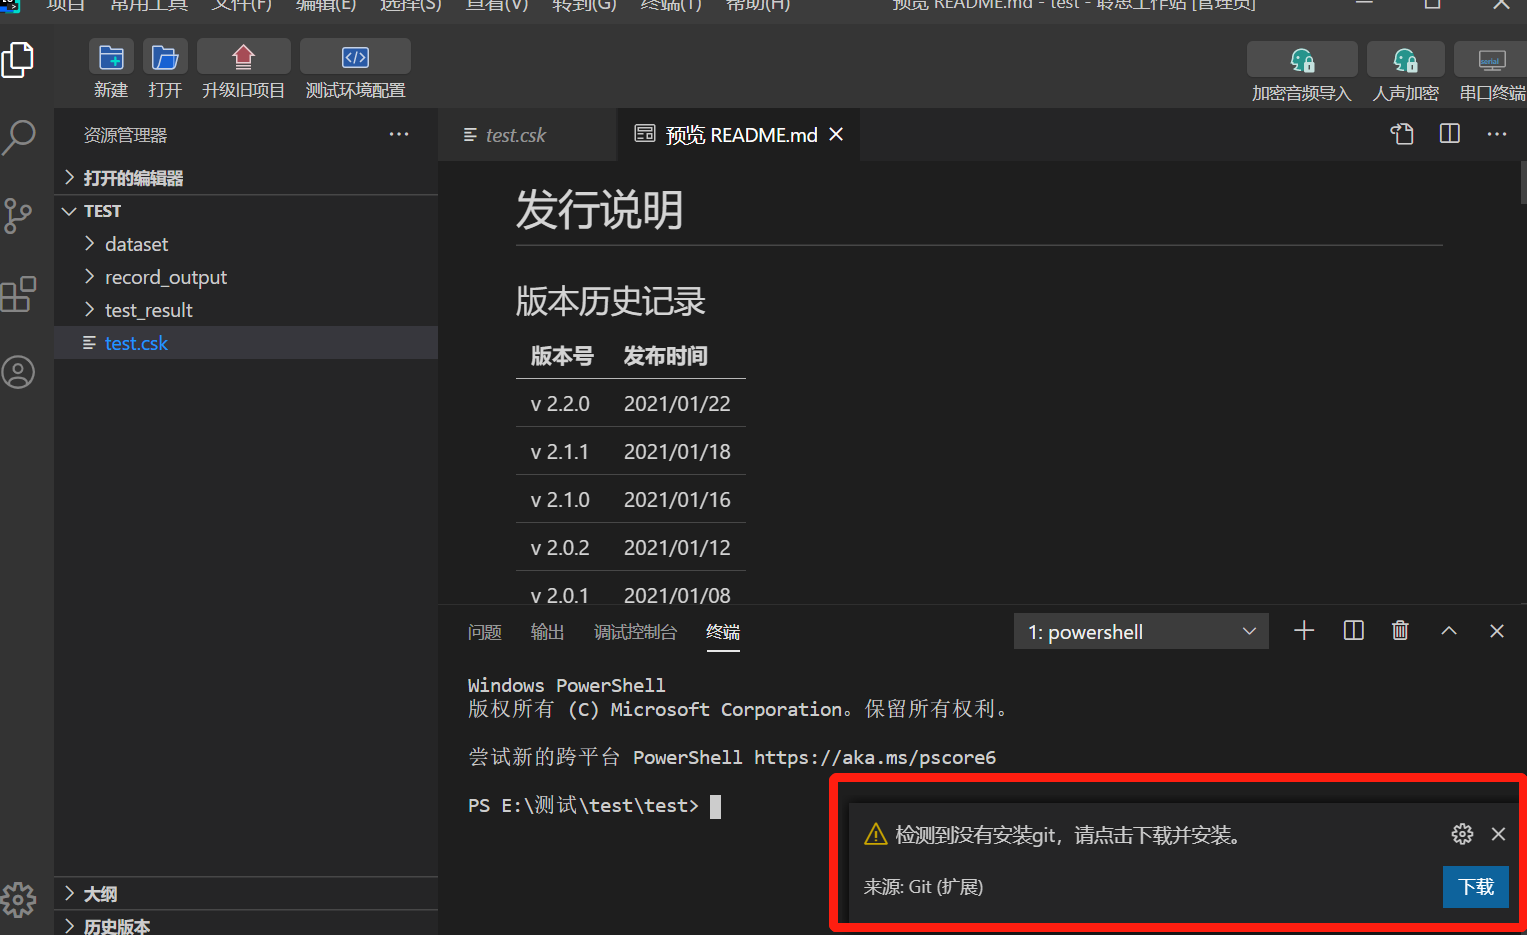 项目 常用工具 文件(F) 编辑(E) 选择(S) 查看(V) 转到(G) 终端(T) 帮助(H) 预览 README.md - test - 聆思工作站 [管理员]
新建 打开 升级旧项目 测试环境配置 加密音频导入 人声加密 串口终端
serial
资源管理器
test.csk 预览 README.md
打开的编辑器
TEST
dataset
record_output
test_result
test.csk
大纲
历史版本
发行说明
版本历史记录
版本号 发布时间
v 2.2.0 2021/01/22
v 2.1.1 2021/01/18
v 2.1.0 2021/01/16
v 2.0.2 2021/01/12
v 2.0.1 2021/01/08
问题 输出 调试控制台 终端 1: powershell
Windows PowerShell
版权所有 (C) Microsoft Corporation。保留所有权利。
尝试新的跨平台 PowerShell https://aka.ms/pscore6
PS E:\测试\test\test>
检测到没有安装git，请点击下载并安装。
来源: Git (扩展)
下载